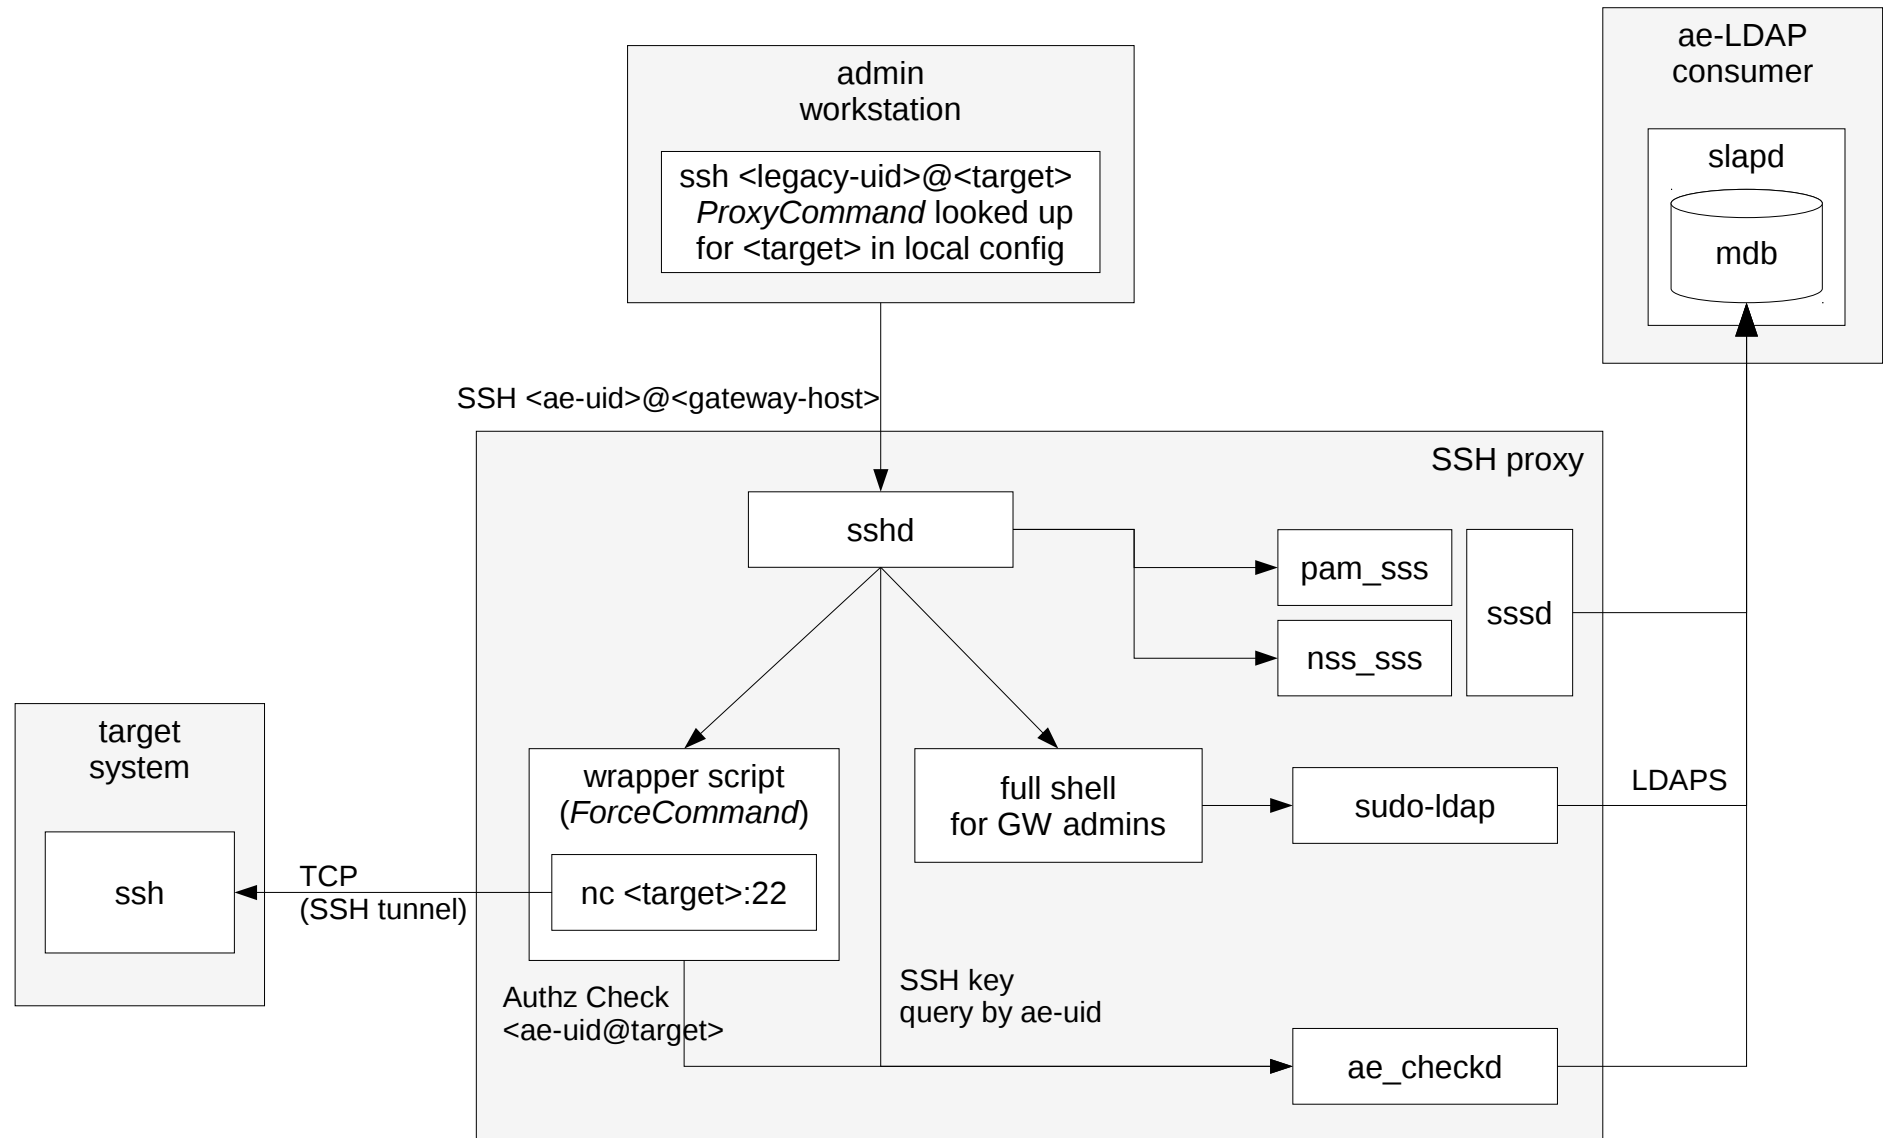 ae-LDAP
consumer
slapd
mdb
admin
workstation
ssh <legacy-uid>@<target>
ProxyCommand looked up
for <target> in local config
SSH <ae-uid>@<gateway-host>
SSH proxy
sshd
pam_sss
nss_sss
sssd
target
system
ssh
TCP
(SSH tunnel)
wrapper script
(ForceCommand)
nc <target>:22
full shell
for GW admins
sudo-ldap
LDAPS
Authz Check
<ae-uid@target>
SSH key
query by ae-uid
ae_checkd